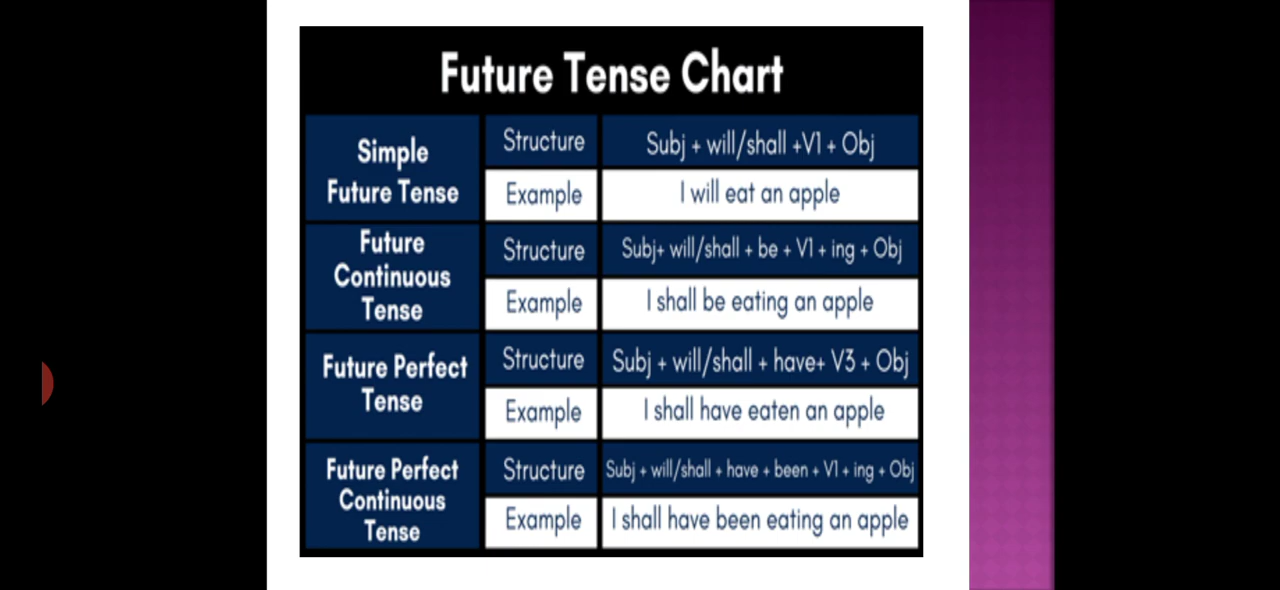 Future Tense Chart
Simple
Future Tense
Structure
Subj + will/shall +V1 + Obj
Example
I will eat an apple
Future
Continuous
Tense
Structure
Subj+ will/shall + be + V1 + ing + Obj
Example
I shall be eating an apple
Future Perfect
Tense
Structure
Subj + will/shall + have+ V3 + Obj
Example
I shall have eaten an apple
Future Perfect
Continuous
Tense
Structure
Subj + will/shall + have + been + V1 + ing + Obj
Example
I shall have been eating an apple